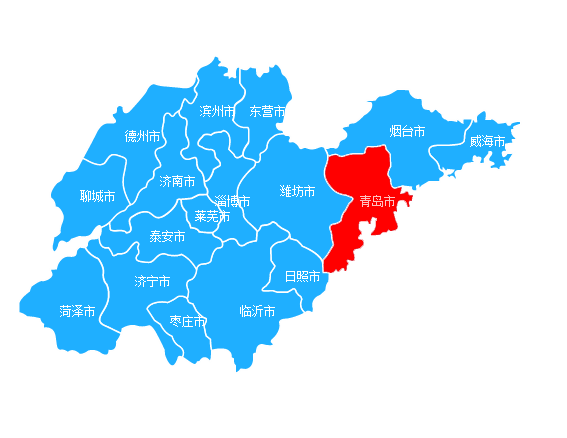 滨州市
东营市
德州市
烟台市
威海市
济南市
潍坊市
聊城市
淄博市
青岛市
莱芜市
泰安市
日照市
济宁市
菏泽市
临沂市
枣庄市